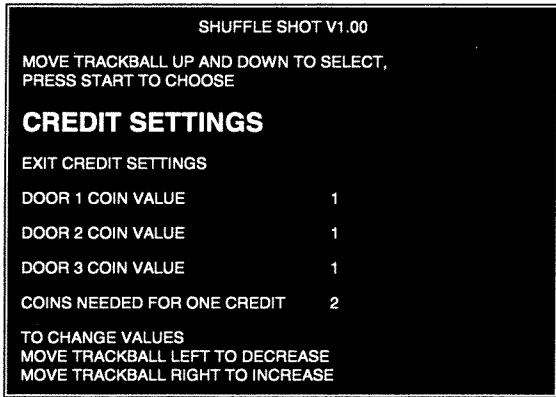 SHUFFLE SHOT V1.00
MOVE TRACKBALL UP AND DOWN TO SELECT,
PRESS START TO CHOOSE
CREDIT SETTINGS
EXIT CREDIT SETTINGS
DOOR 1 COIN VALUE 1
DOOR 2 COIN VALUE 1
DOOR 3 COIN VALUE 1
COINS NEEDED FOR ONE CREDIT 2
TO CHANGE VALUES
MOVE TRACKBALL LEFT TO DECREASE
MOVE TRACKBALL RIGHT TO INCREASE